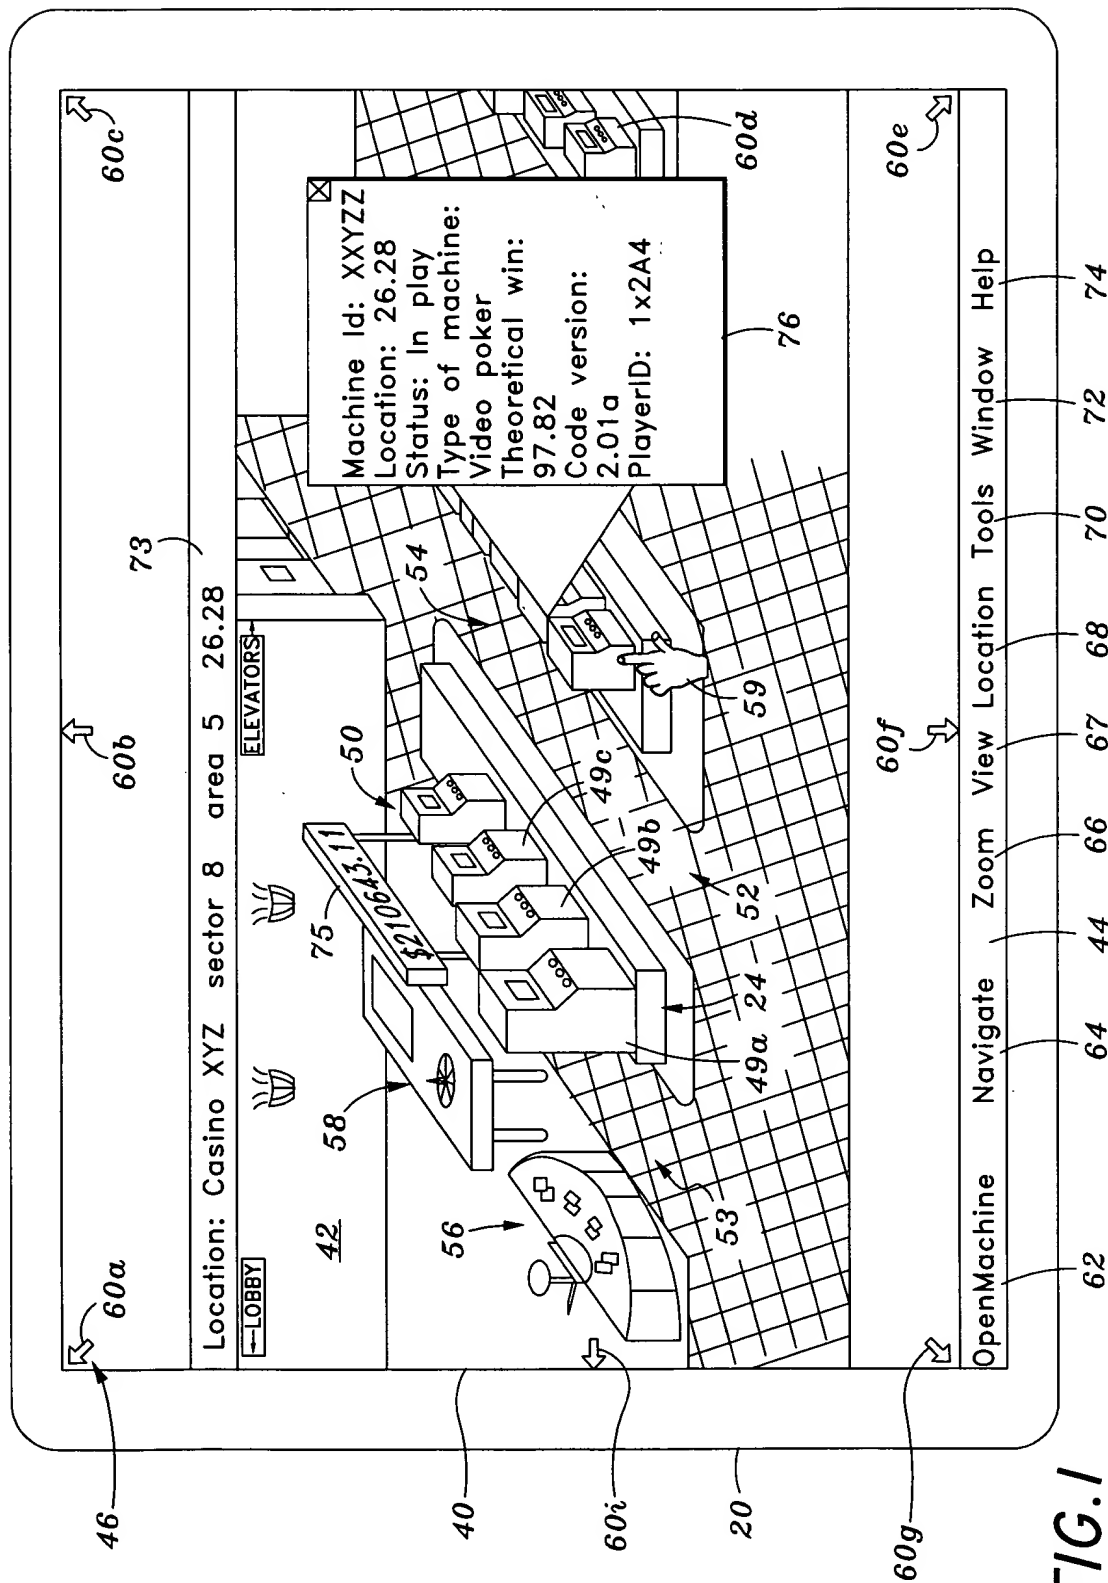 60a
60b
60c
46
73
Location: Casino XYZ sector 8 area 5 26.28
←LOBBY
ELEVATORS→
42
75
$210643.11
50
58
54
Machine Id: XXYZZ
Location: 26.28
Status: In play
Type of machine:
Video poker
Theoretical win:
97.82
Code version:
2.01a
PlayerID: 1x2A4
76
60d
56
49c
49b
59
52
24
49a
53
40
60i
20
60g
60f
60e
OpenMachine Navigate Zoom View Location Tools Window Help
62
64
44
66
67
68
70
72
74
FIG.1